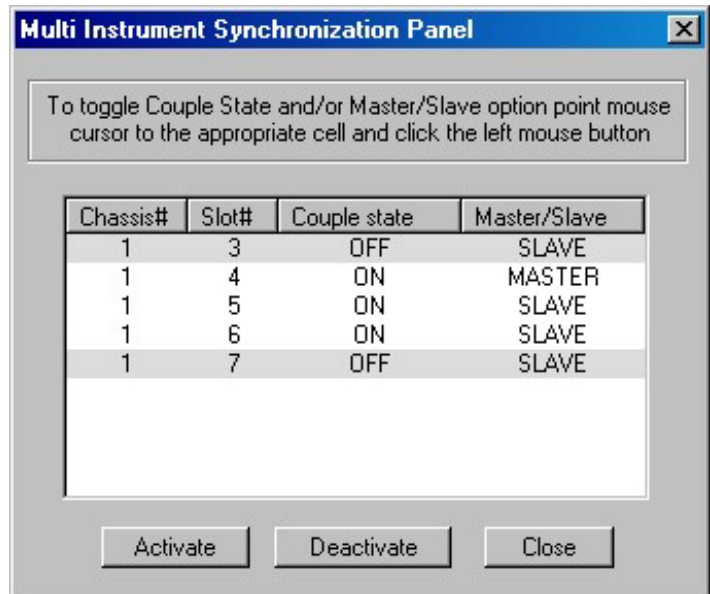 Multi Instrument Synchronization Panel
To toggle Couple State and/or Master/Slave option point mouse
cursor to the appropriate cell and click the left mouse button
Chassis# Slot# Couple state Master/Slave
1 3 OFF SLAVE
1 4 ON MASTER
1 5 ON SLAVE
1 6 ON SLAVE
1 7 OFF SLAVE
Activate Deactivate Close